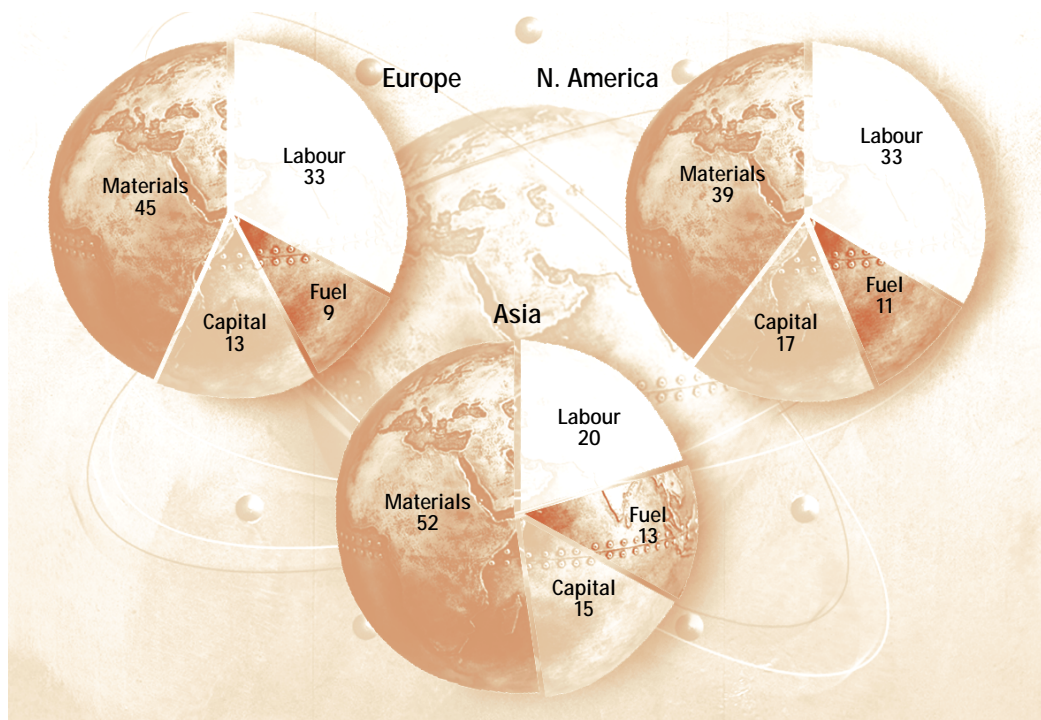 Europe
N. America
Labour
33
Materials
45
Fuel
9
Capital
13
Labour
33
Materials
39
Fuel
11
Capital
17
Asia
Labour
20
Materials
52
Fuel
13
Capital
15